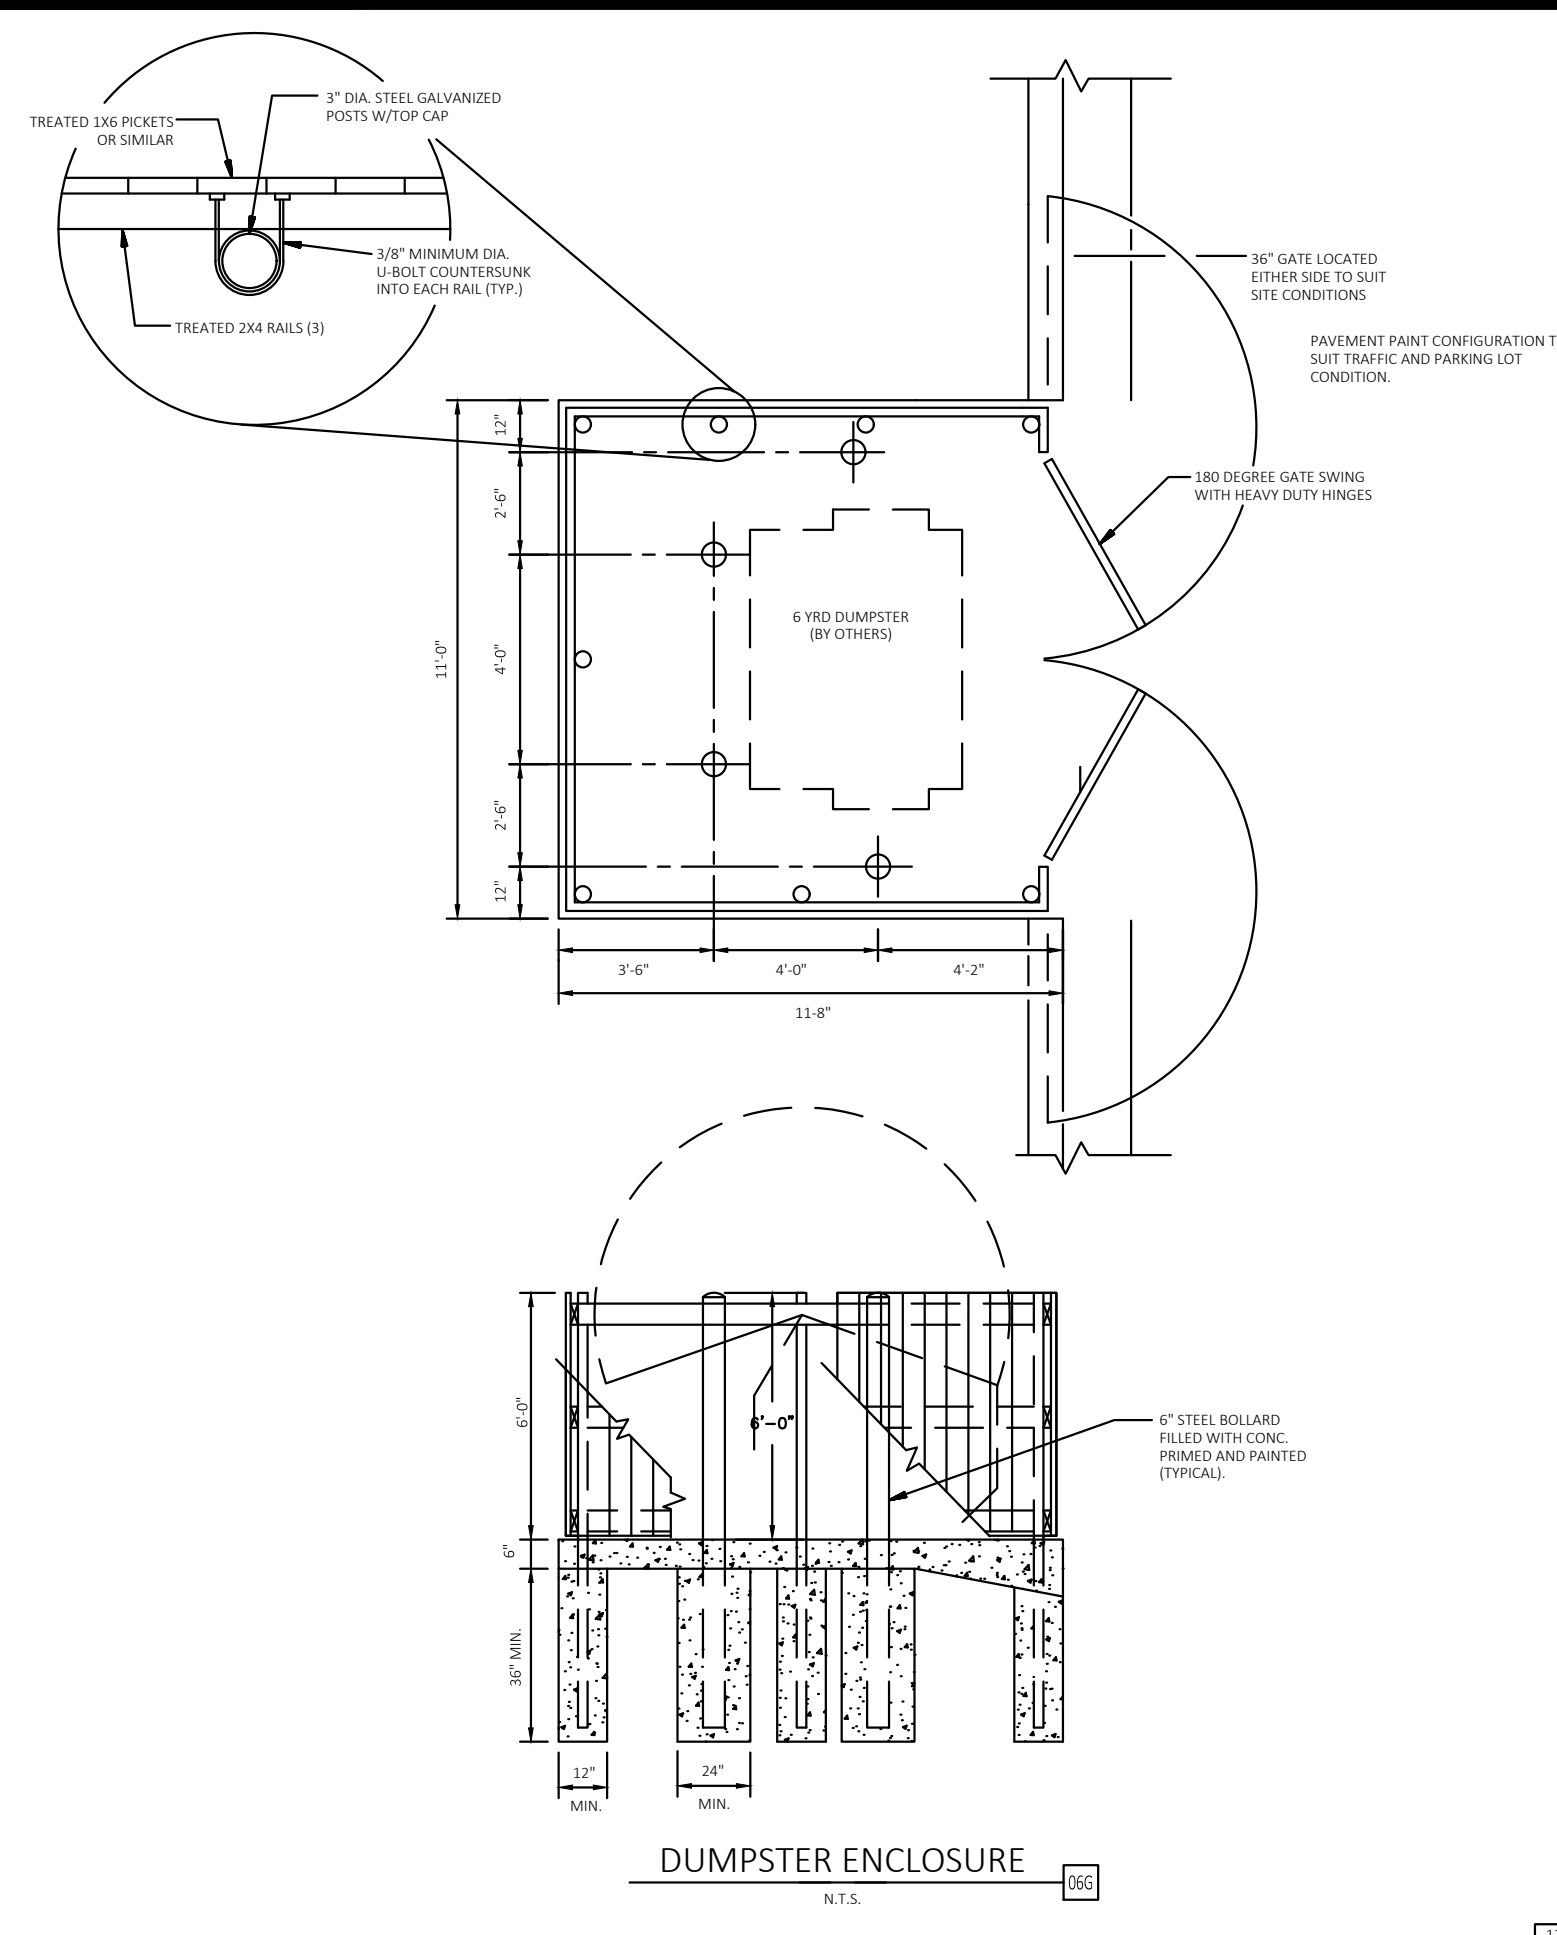 3" DIA. STEEL GALVANIZED
POSTS W/TOP CAP
TREATED 1X6 PICKETS
OR SIMILAR
3/8" MINIMUM DIA.
U-BOLT COUNTERSUNK
INTO EACH RAIL (TYP.)
TREATED 2X4 RAILS (3)
36" GATE LOCATED
EITHER SIDE TO SUIT
SITE CONDITIONS
PAVEMENT PAINT CONFIGURATION T
SUIT TRAFFIC AND PARKING LOT
CONDITION.
180 DEGREE GATE SWING
WITH HEAVY DUTY HINGES
12"
2'-6"
11'-0"
4'-0"
2'-6"
12"
6 YRD DUMPSTER
(BY OTHERS)
3'-6"
4'-0"
4'-2"
11-8"
6'-0"
6'-0"
6" STEEL BOLLARD
FILLED WITH CONC.
PRIMED AND PAINTED
(TYPICAL).
6"
36" MIN.
12"
MIN.
24"
MIN.
DUMPSTER ENCLOSURE
06G
N.T.S.